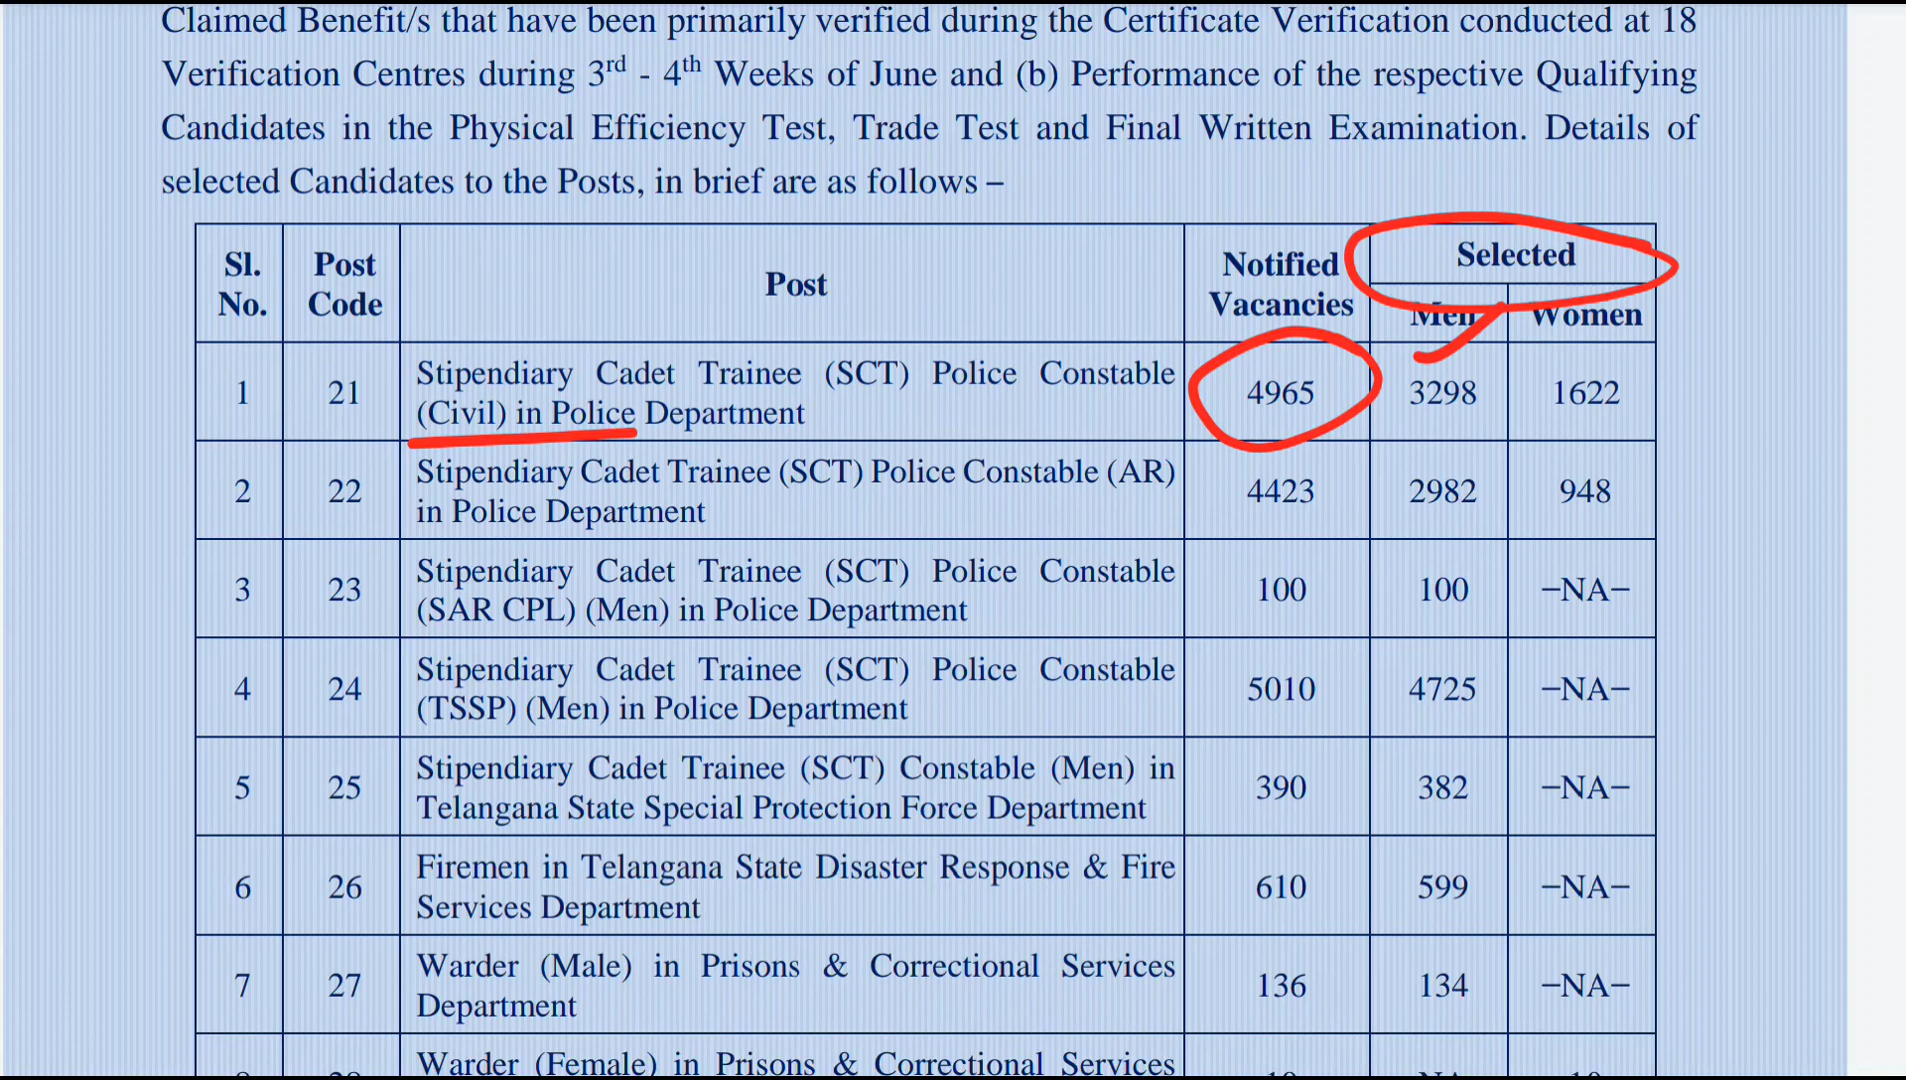 Claimed Benefit/s that have been primarily verified during the Certificate Verification conducted at 18
Verification Centres during 3rd - 4th Weeks of June and (b) Performance of the respective Qualifying
Candidates in the Physical Efficiency Test, Trade Test and Final Written Examination. Details of
selected Candidates to the Posts, in brief are as follows –
Sl. No. Post Code Post Notified Vacancies Selected
Men Women
1 21 Stipendiary Cadet Trainee (SCT) Police Constable
(Civil) in Police Department 4965 3298 1622
2 22 Stipendiary Cadet Trainee (SCT) Police Constable (AR)
in Police Department 4423 2982 948
3 23 Stipendiary Cadet Trainee (SCT) Police Constable
(SAR CPL) (Men) in Police Department 100 100 –NA–
4 24 Stipendiary Cadet Trainee (SCT) Police Constable
(TSSP) (Men) in Police Department 5010 4725 –NA–
5 25 Stipendiary Cadet Trainee (SCT) Constable (Men) in
Telangana State Special Protection Force Department 390 382 –NA–
6 26 Firemen in Telangana State Disaster Response & Fire
Services Department 610 599 –NA–
7 27 Warder (Male) in Prisons & Correctional Services
Department 136 134 –NA–
Warder (Female) in Prisons & Correctional Services